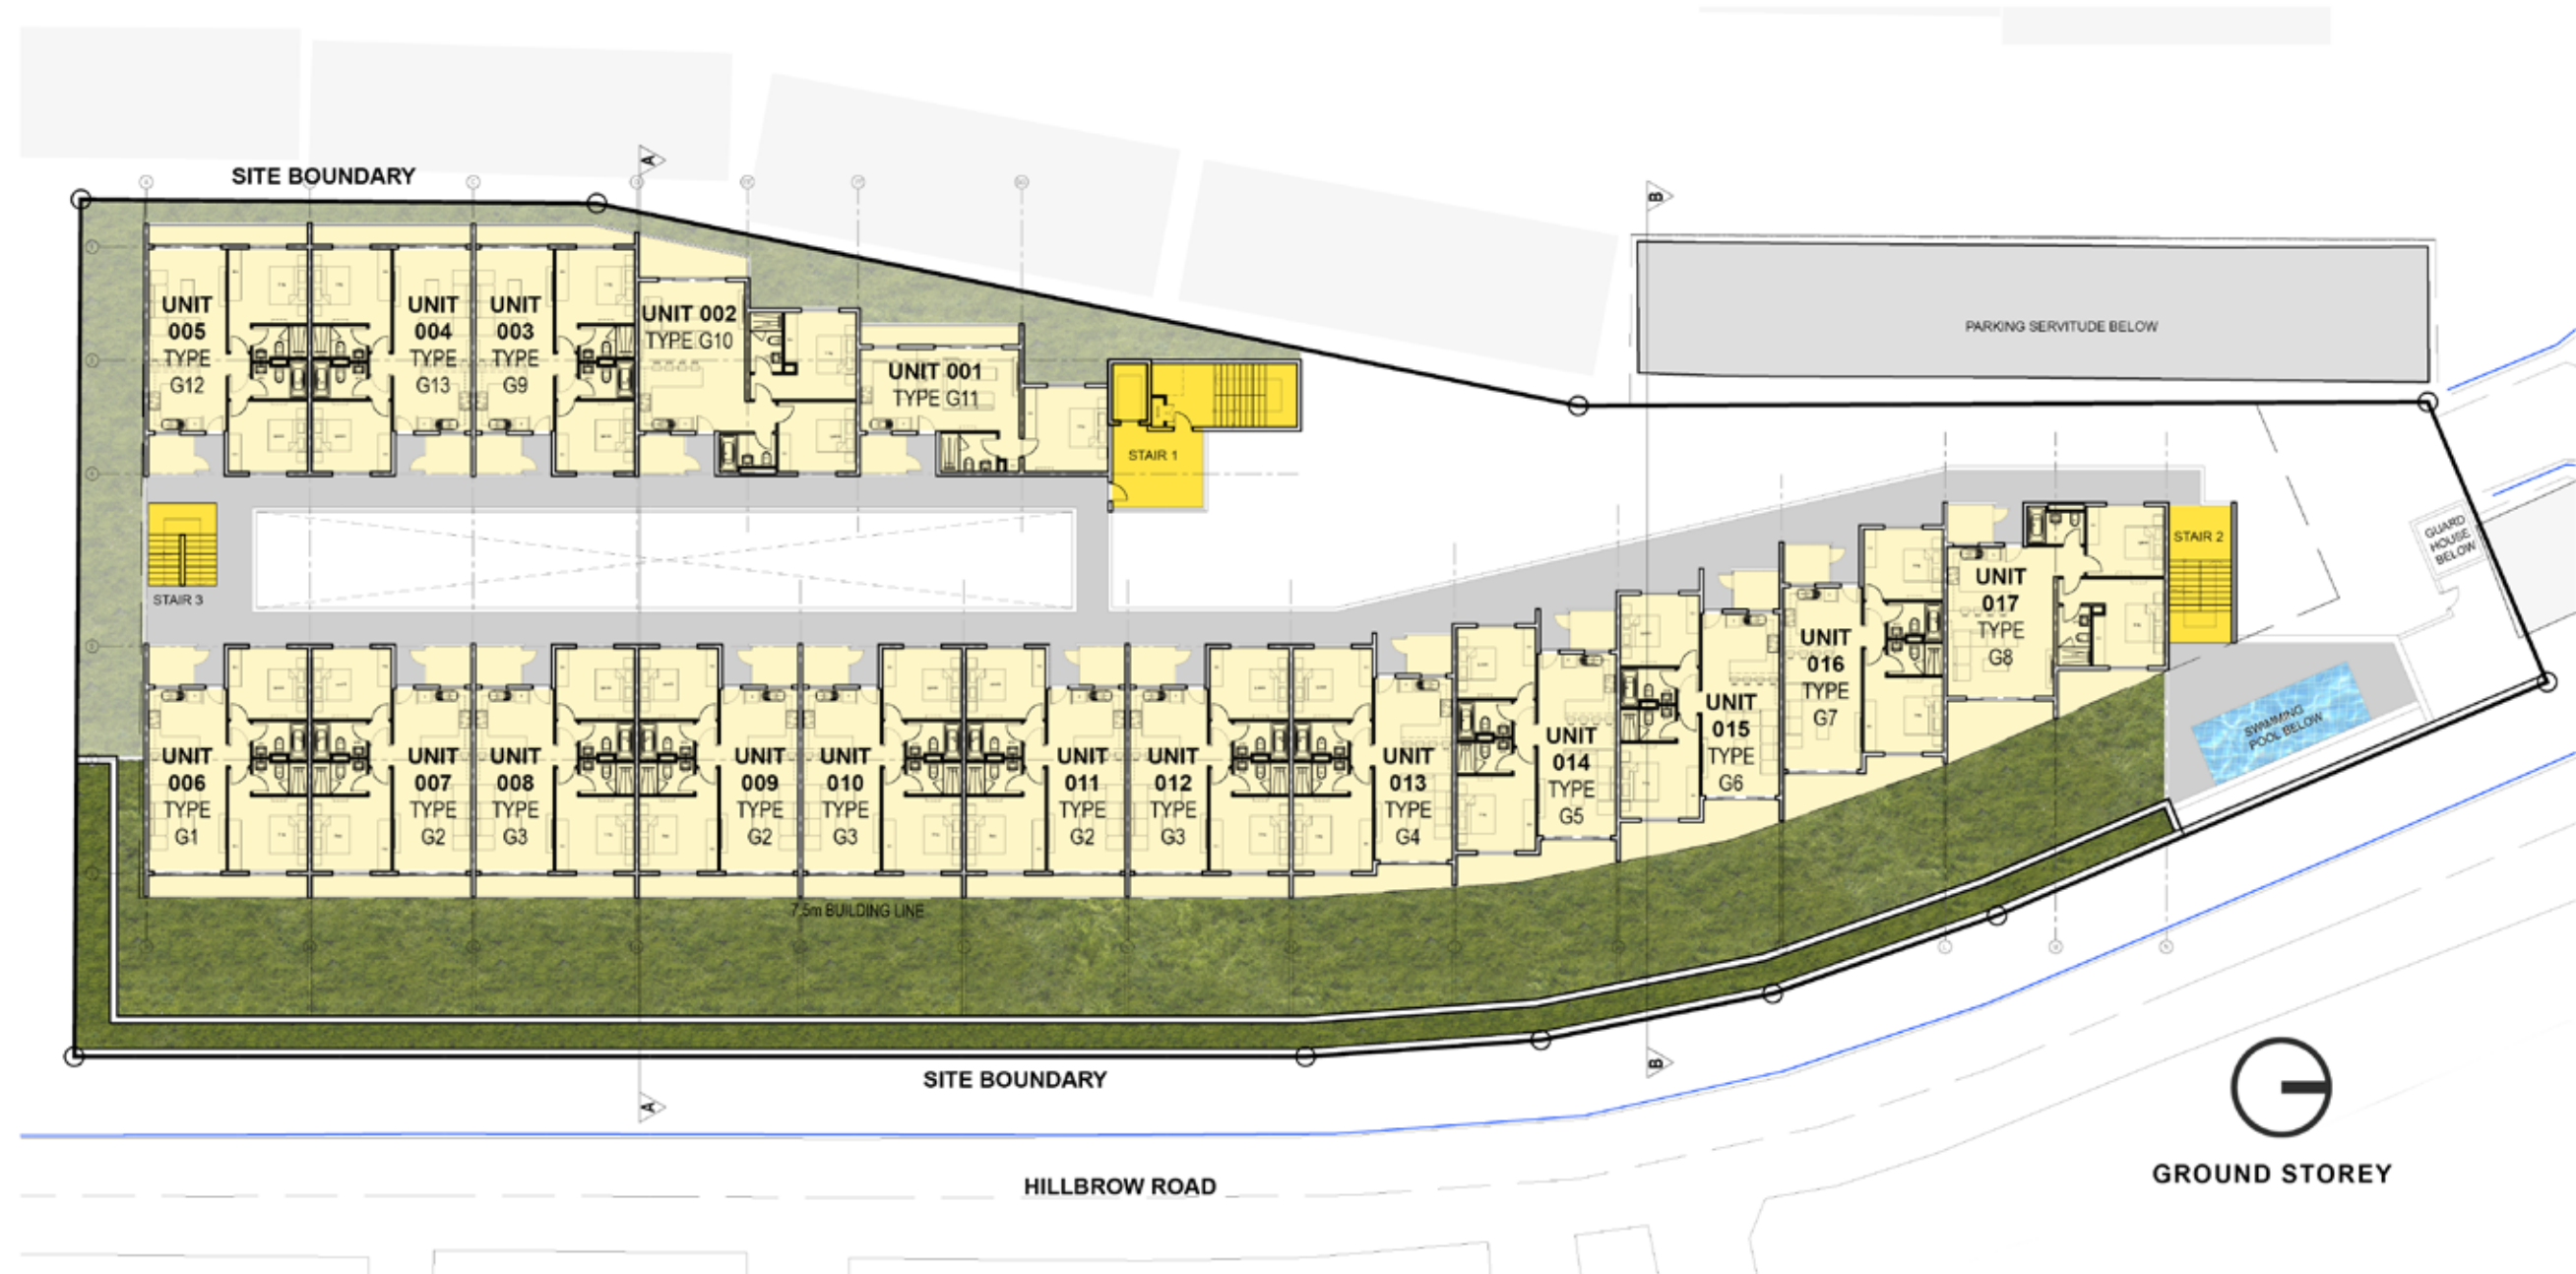 SITE BOUNDARY
A
B
PARKING SERVITUDE BELOW
UNIT
005
TYPE
G12
UNIT
004
TYPE
G13
UNIT
003
TYPE
G9
UNIT 002
TYPE G10
UNIT 001
TYPE G11
STAIR 1
STAIR 3
STAIR 2
GUARD
HOUSE
BELOW
UNIT
006
TYPE
G1
UNIT
007
TYPE
G2
UNIT
008
TYPE
G3
UNIT
009
TYPE
G2
UNIT
010
TYPE
G3
UNIT
011
TYPE
G2
UNIT
012
TYPE
G3
UNIT
013
TYPE
G4
UNIT
014
TYPE
G5
UNIT
015
TYPE
G6
UNIT
016
TYPE
G7
UNIT
017
TYPE
G8
SWIMMING
POOL BELOW
7.5m BUILDING LINE
SITE BOUNDARY
A
B
HILLBROW ROAD
GROUND STOREY